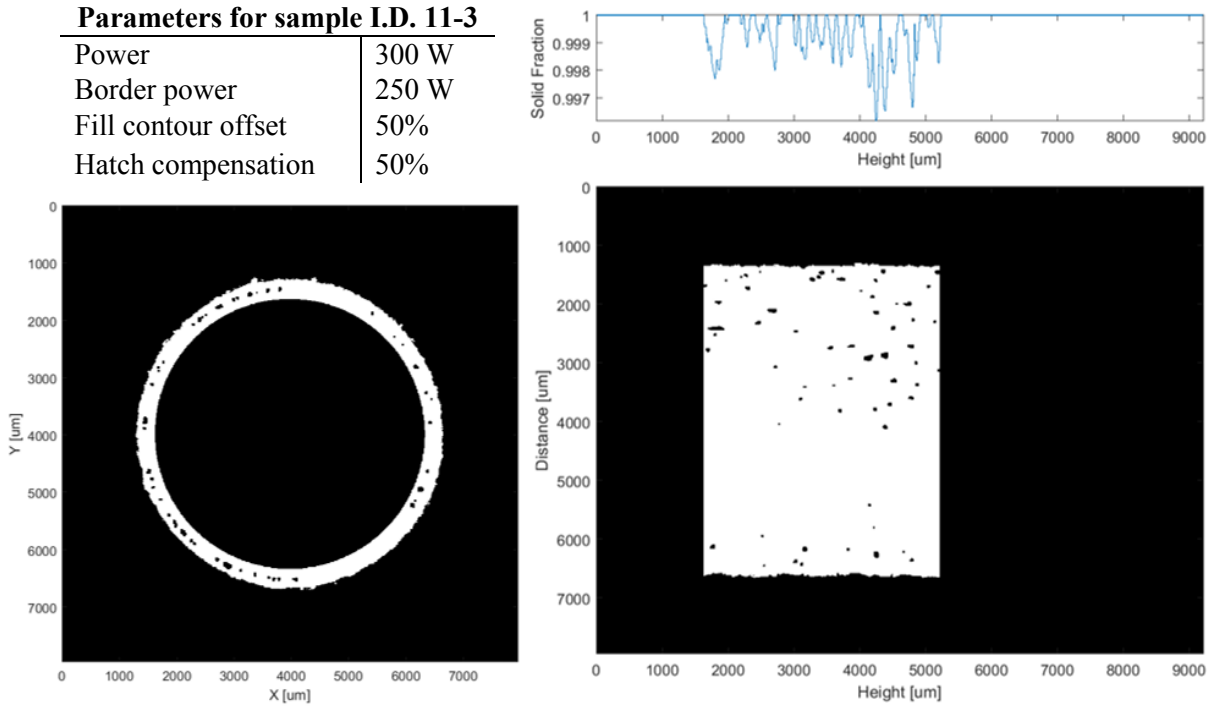 Parameters for sample I.D. 11-3
Power 300 W
Border power 250 W
Fill contour offset 50%
Hatch compensation 50%
1
0.999
0.998
0.997
Solid Fraction
0 1000 2000 3000 4000 5000 6000 7000 8000 9000
Height [um]
0
1000
2000
3000
4000
5000
6000
7000
Y [um]
0 1000 2000 3000 4000 5000 6000 7000
X [um]
0
1000
2000
3000
4000
5000
6000
7000
Distance [um]
0 1000 2000 3000 4000 5000 6000 7000 8000 9000
Height [um]